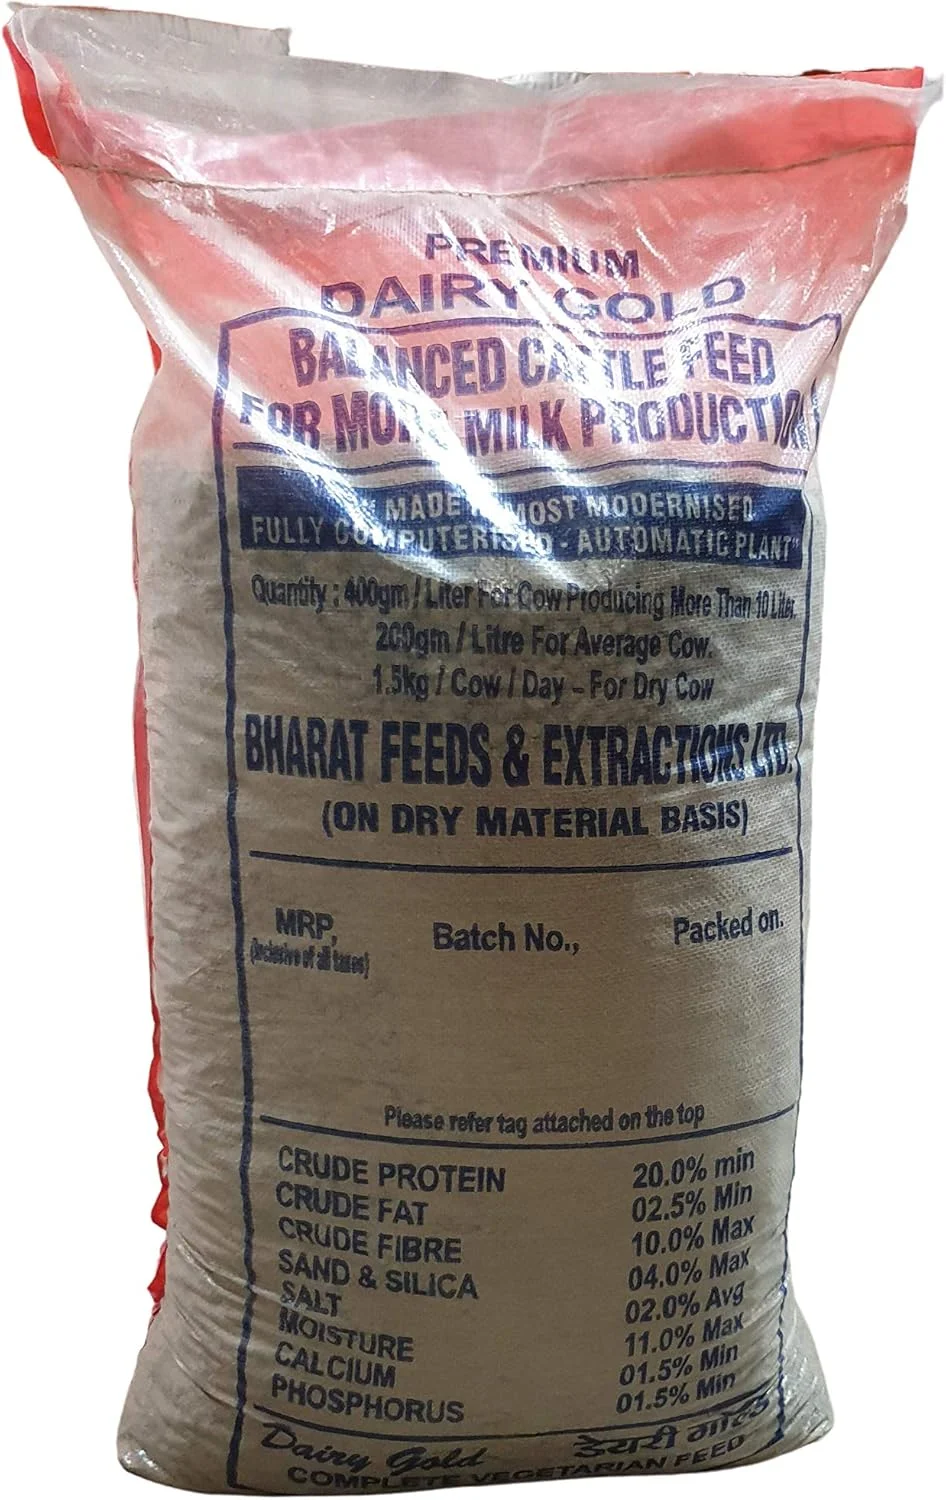 PREMIUM
DAIRY GOLD
BALANCED CATTLE FEED
FOR MORE MILK PRODUCTION
MADE IN MOST MODERNISED
FULLY COMPUTERISED - AUTOMATIC PLANT"
Quantity : 400gm / Liter For Cow Producing More Than 10 Liter.
200gm / Litre For Average Cow.
1.5kg / Cow / Day - For Dry Cow
BHARAT FEEDS & EXTRACTIONS LTD.
(ON DRY MATERIAL BASIS)
MRP, Batch No., Packed on.
(inclusive of all taxes)
Please refer tag attached on the top
CRUDE PROTEIN 20.0% min
CRUDE FAT 02.5% Min
CRUDE FIBRE 10.0% Max
SAND & SILICA 04.0% Max
SALT 02.0% Avg
MOISTURE 11.0% Max
CALCIUM 01.5% Min
PHOSPHORUS 01.5% Min
Dairy Gold डेयरी गोल्ड
COMPLETE VEGETARIAN FEED